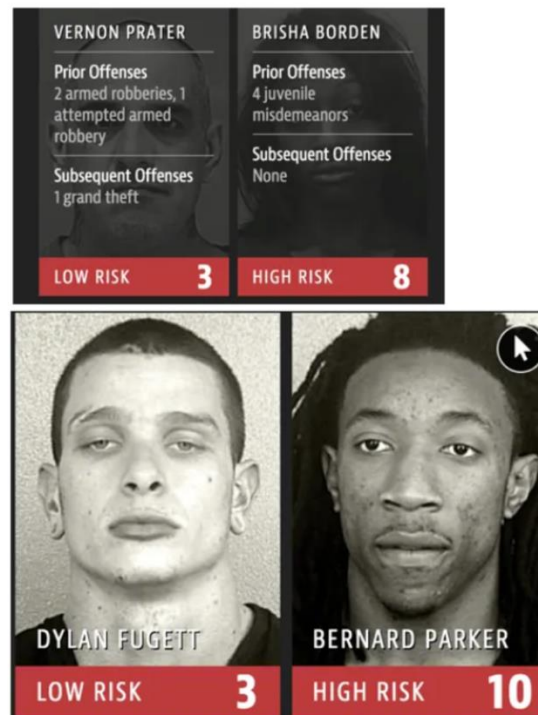 VERNON PRATER
Prior Offenses
2 armed robberies, 1
attempted armed
robbery
Subsequent Offenses
1 grand theft
LOW RISK 3
BRISHA BORDEN
Prior Offenses
4 juvenile
misdemeanors
Subsequent Offenses
None
HIGH RISK 8
DYLAN FUGETT
LOW RISK 3
BERNARD PARKER
HIGH RISK 10